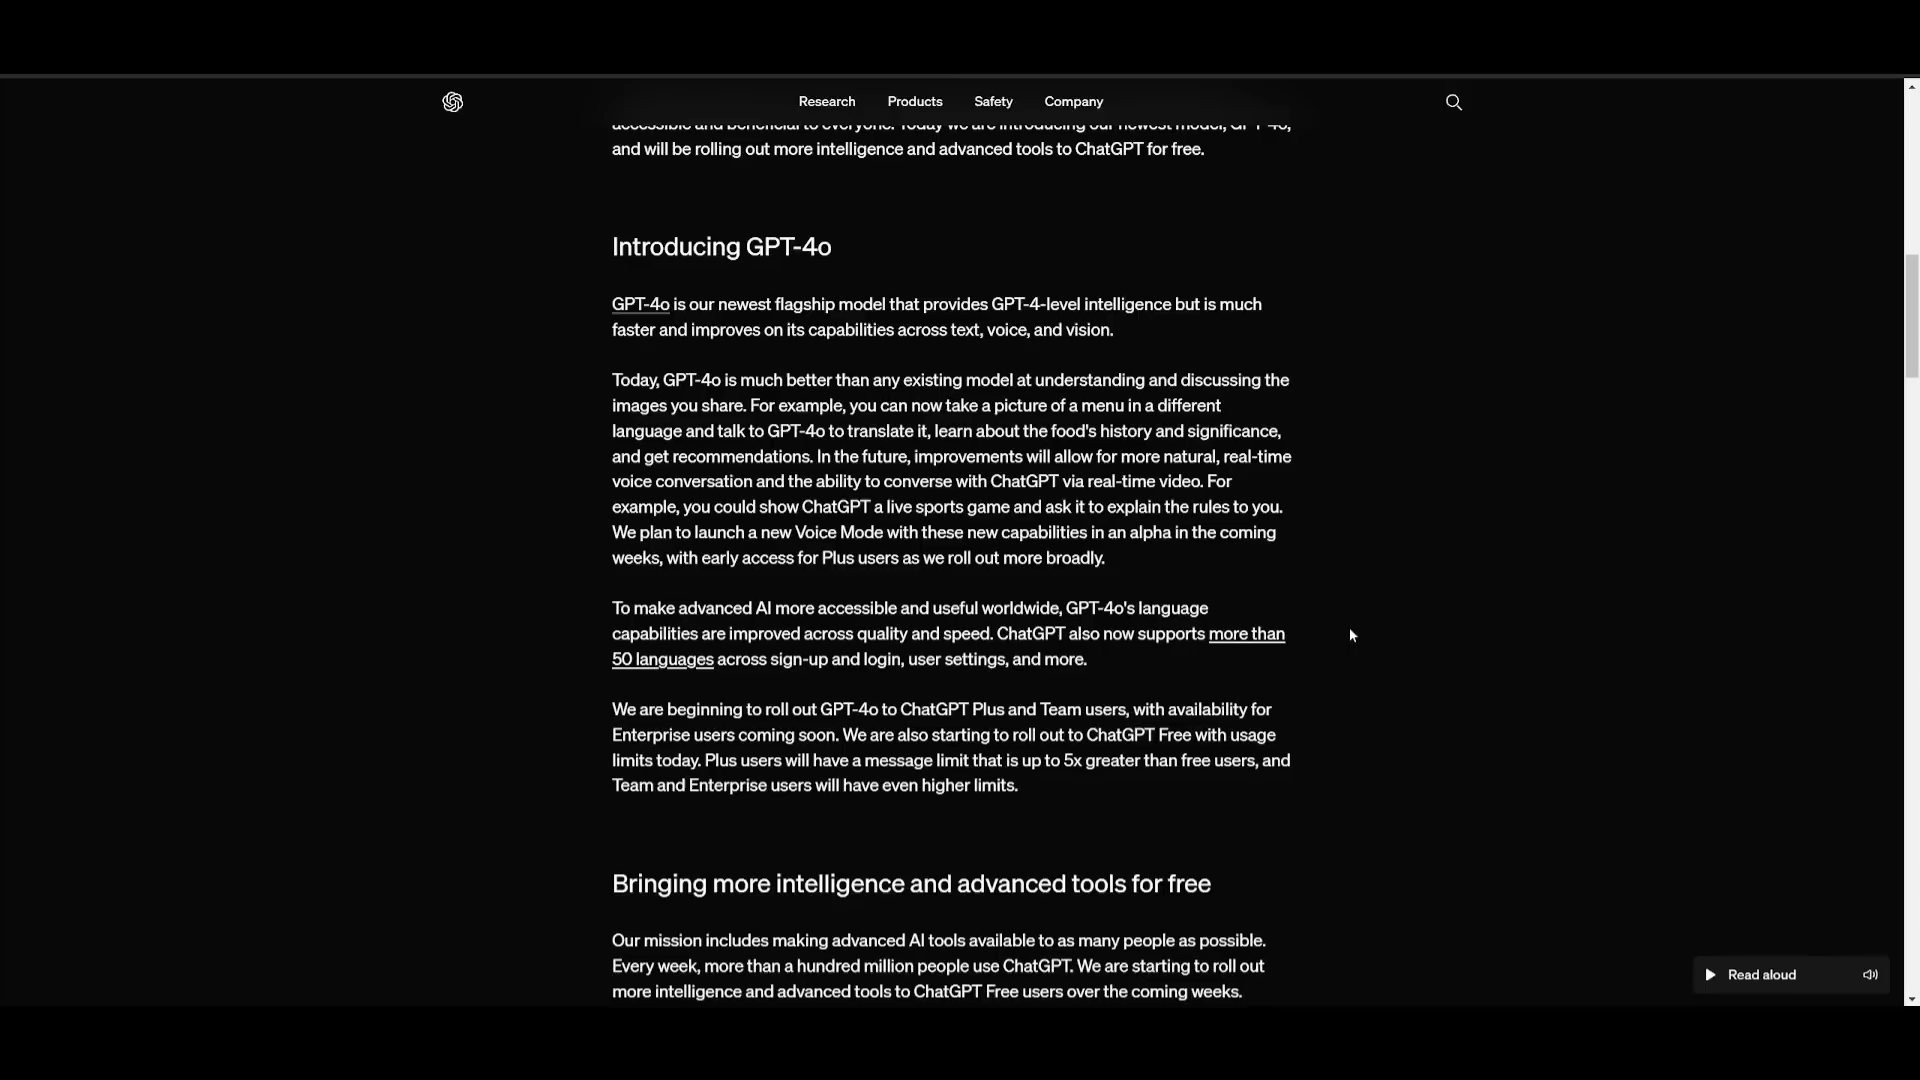 Research Products Safety Company
accessible and beneficial to everyone. Today we are introducing our newest model, GPT-4o,
and will be rolling out more intelligence and advanced tools to ChatGPT for free.
Introducing GPT-4o
GPT-4o is our newest flagship model that provides GPT-4-level intelligence but is much
faster and improves on its capabilities across text, voice, and vision.
Today, GPT-4o is much better than any existing model at understanding and discussing the
images you share. For example, you can now take a picture of a menu in a different
language and talk to GPT-4o to translate it, learn about the food's history and significance,
and get recommendations. In the future, improvements will allow for more natural, real-time
voice conversation and the ability to converse with ChatGPT via real-time video. For
example, you could show ChatGPT a live sports game and ask it to explain the rules to you.
We plan to launch a new Voice Mode with these new capabilities in an alpha in the coming
weeks, with early access for Plus users as we roll out more broadly.
To make advanced AI more accessible and useful worldwide, GPT-4o's language
capabilities are improved across quality and speed. ChatGPT also now supports more than
50 languages across sign-up and login, user settings, and more.
We are beginning to roll out GPT-4o to ChatGPT Plus and Team users, with availability for
Enterprise users coming soon. We are also starting to roll out to ChatGPT Free with usage
limits today. Plus users will have a message limit that is up to 5x greater than free users, and
Team and Enterprise users will have even higher limits.
Bringing more intelligence and advanced tools for free
Our mission includes making advanced AI tools available to as many people as possible.
Every week, more than a hundred million people use ChatGPT. We are starting to roll out
more intelligence and advanced tools to ChatGPT Free users over the coming weeks.
Read aloud